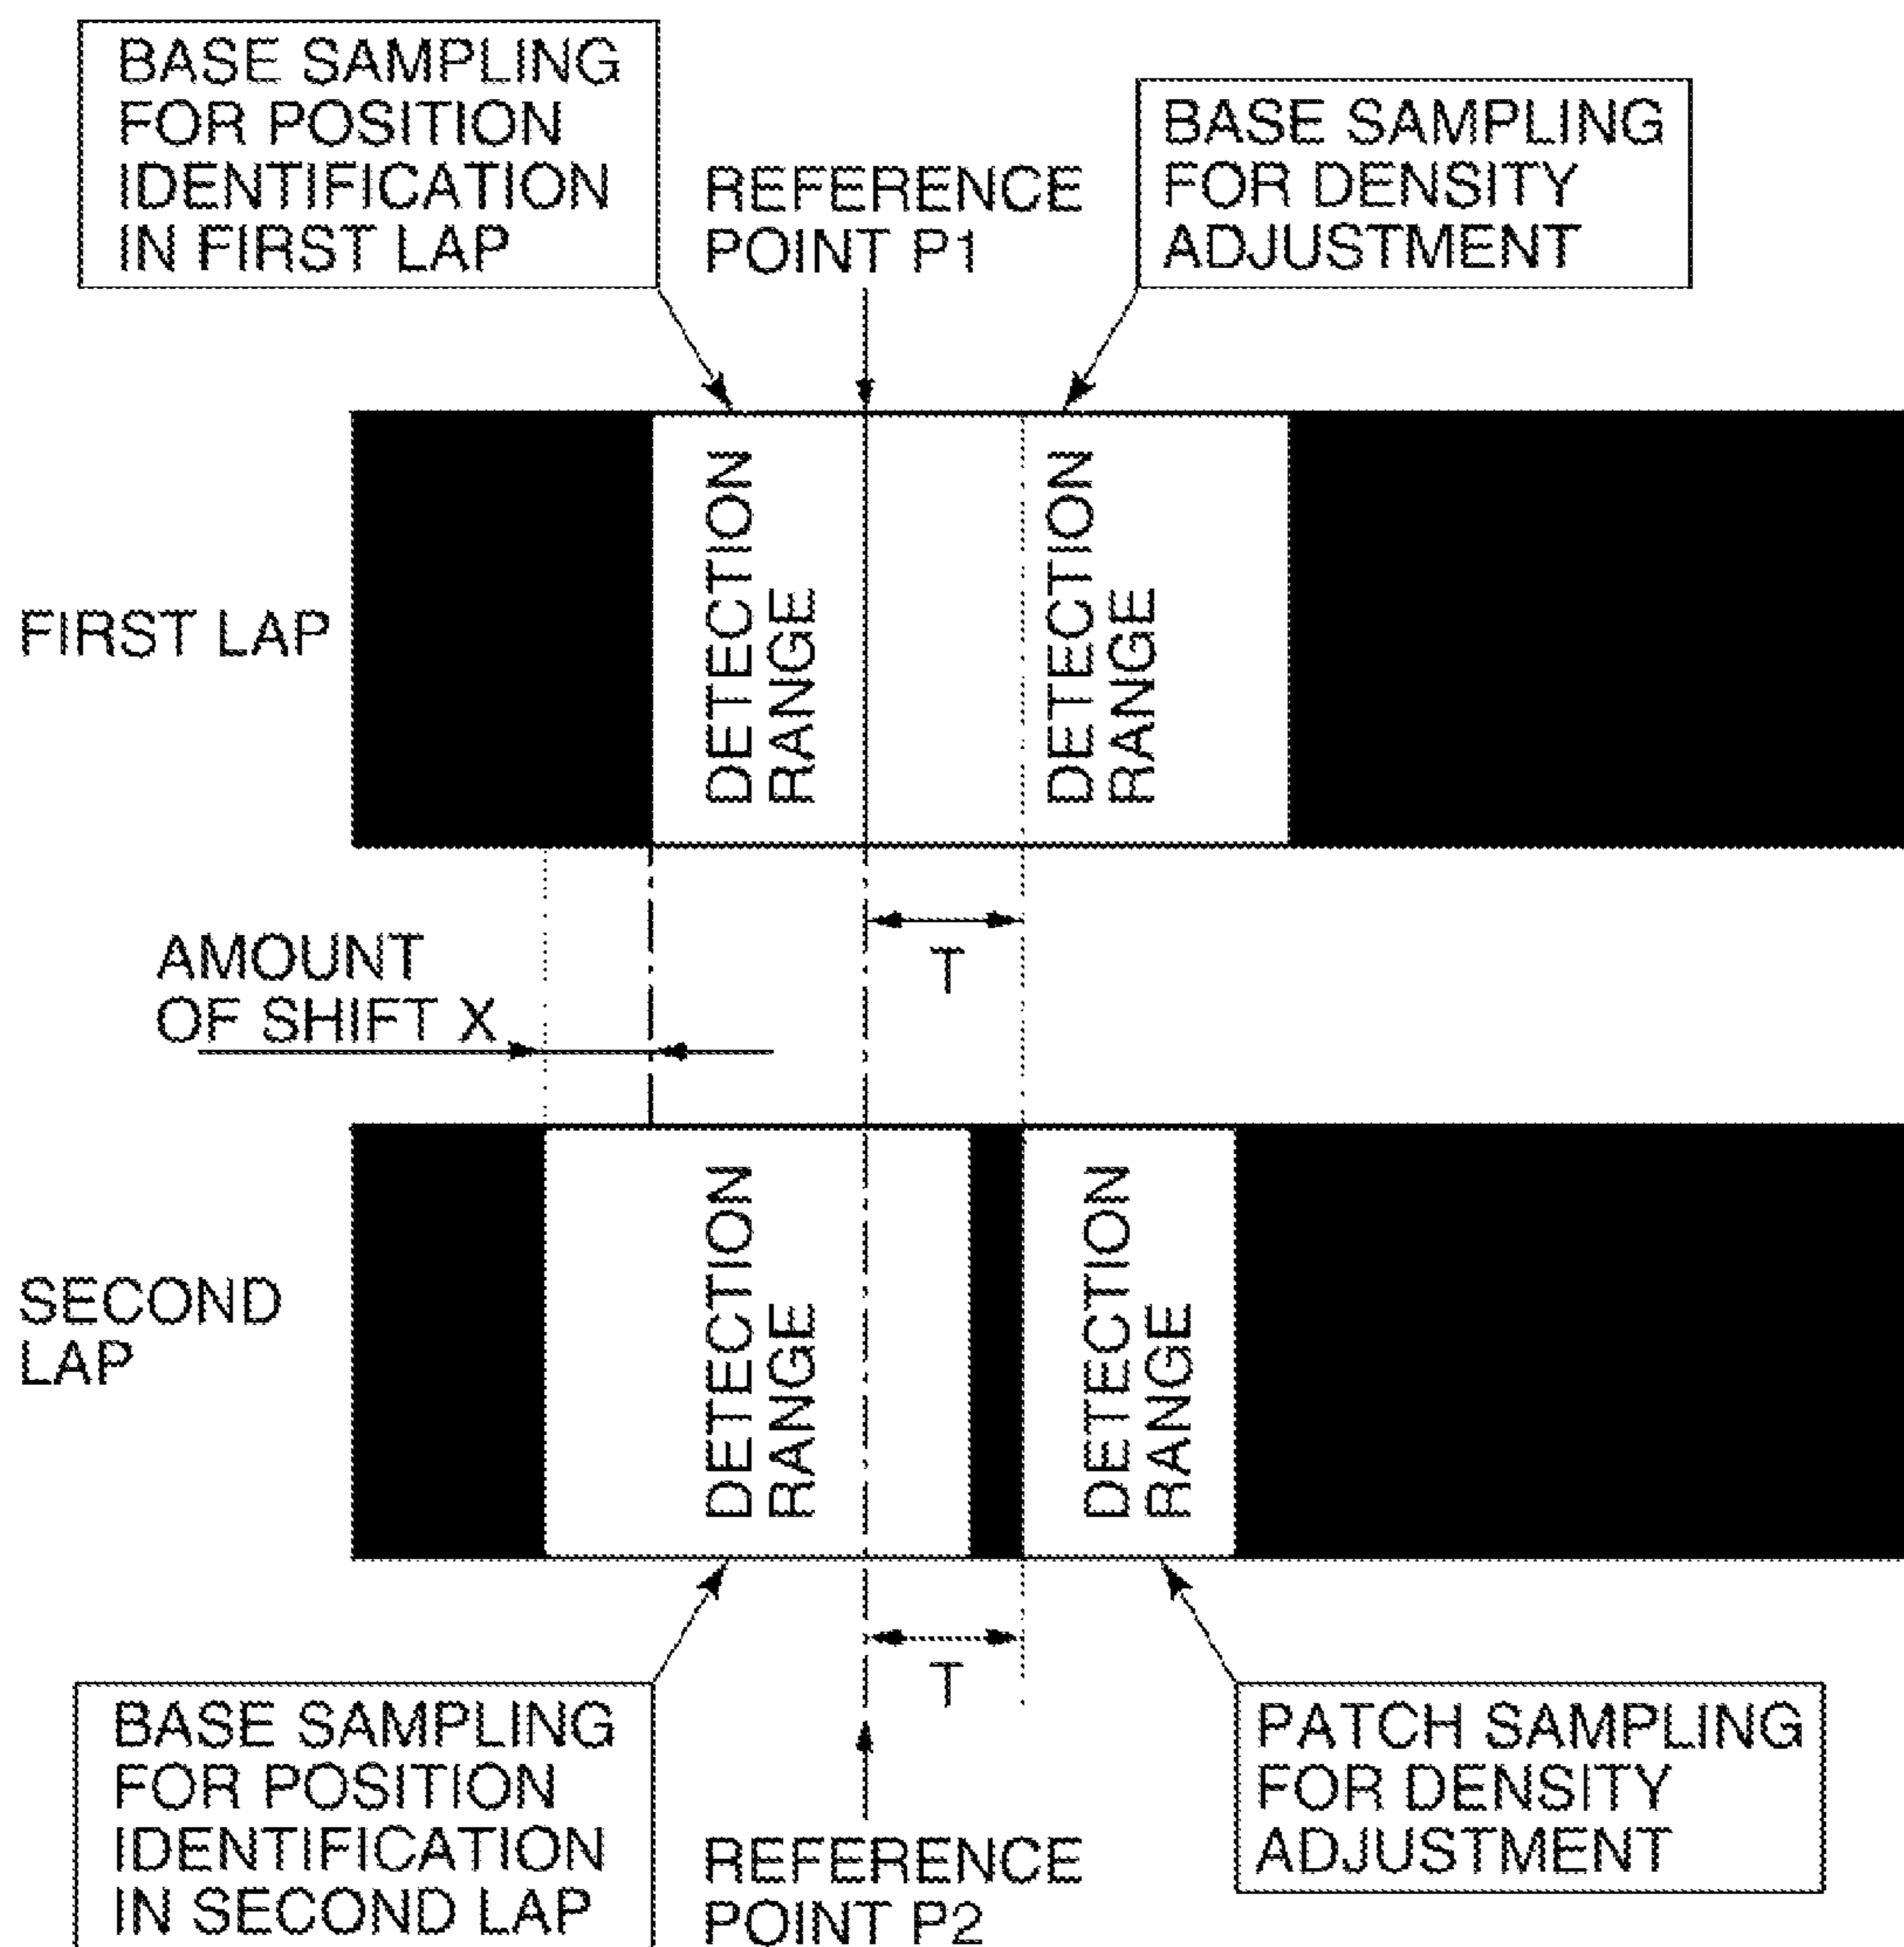 BASE SAMPLING
FOR POSITION
IDENTIFICATION
IN FIRST LAP
REFERENCE
POINT P1
BASE SAMPLING
FOR DENSITY
ADJUSTMENT
FIRST LAP
DETECTION
RANGE
DETECTION
RANGE
AMOUNT
OF SHIFT X
T
SECOND
LAP
DETECTION
RANGE
DETECTION
RANGE
T
BASE SAMPLING
FOR POSITION
IDENTIFICATION
IN SECOND LAP
REFERENCE
POINT P2
PATCH SAMPLING
FOR DENSITY
ADJUSTMENT